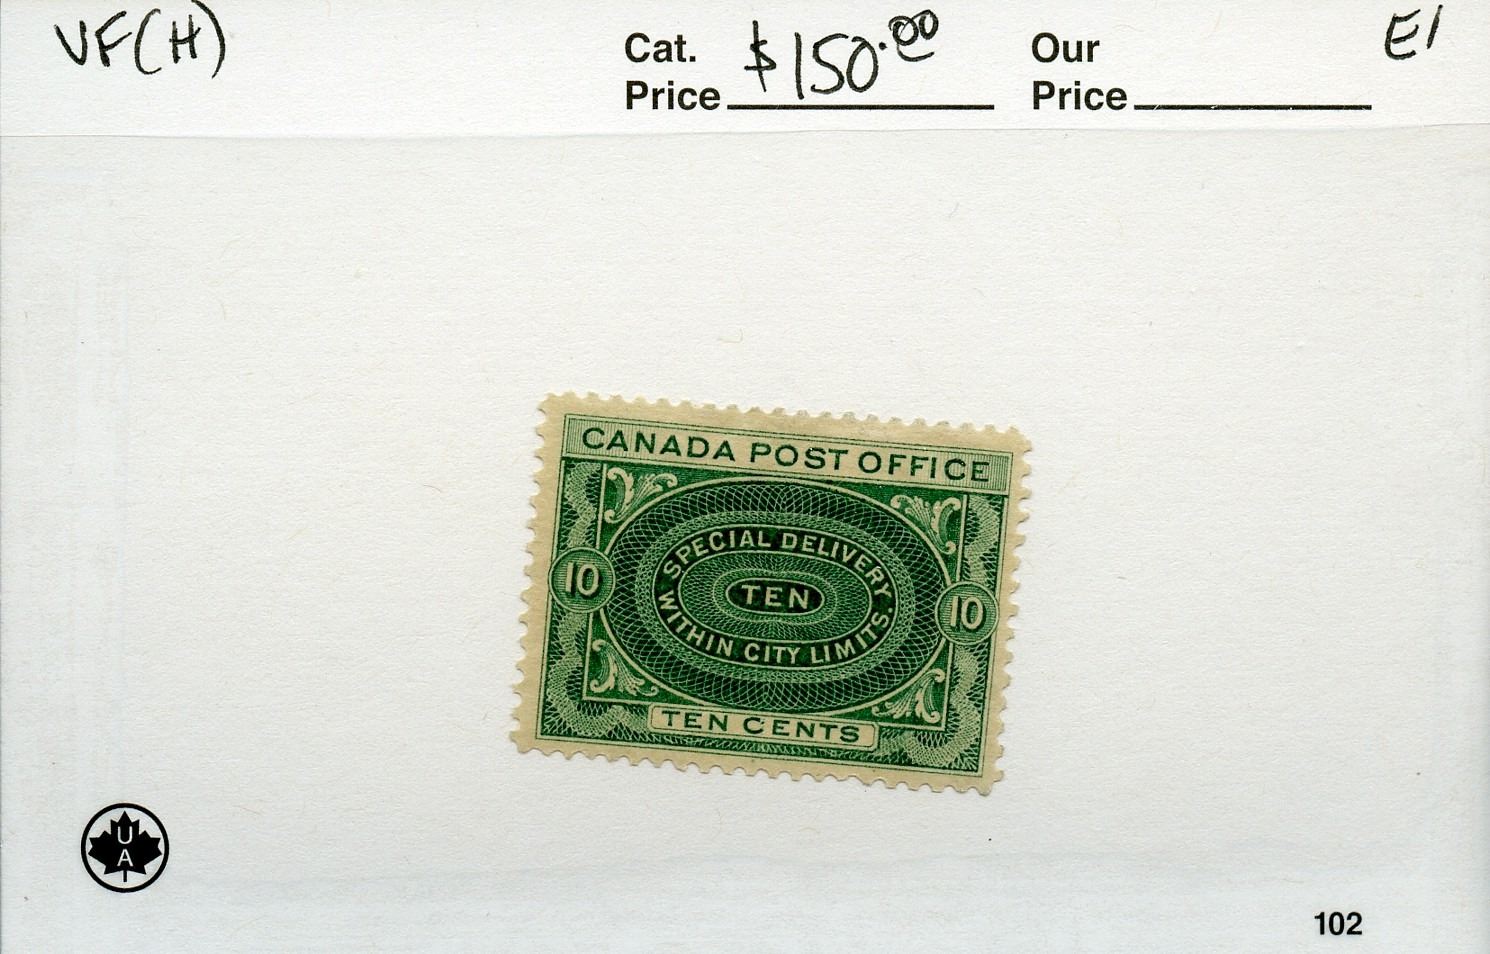 VF(H)
Cat. Price $150.00
Our Price
E1
CANADA POST OFFICE
SPECIAL DELIVERY
TEN
WITHIN CITY LIMITS.
10
10
TEN CENTS
UA
102